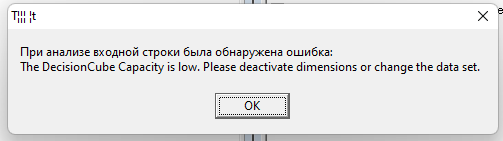 При анализе входной строки была обнаружена ошибка:
The DecisionCube Capacity is low. Please deactivate dimensions or change the data set.
OK